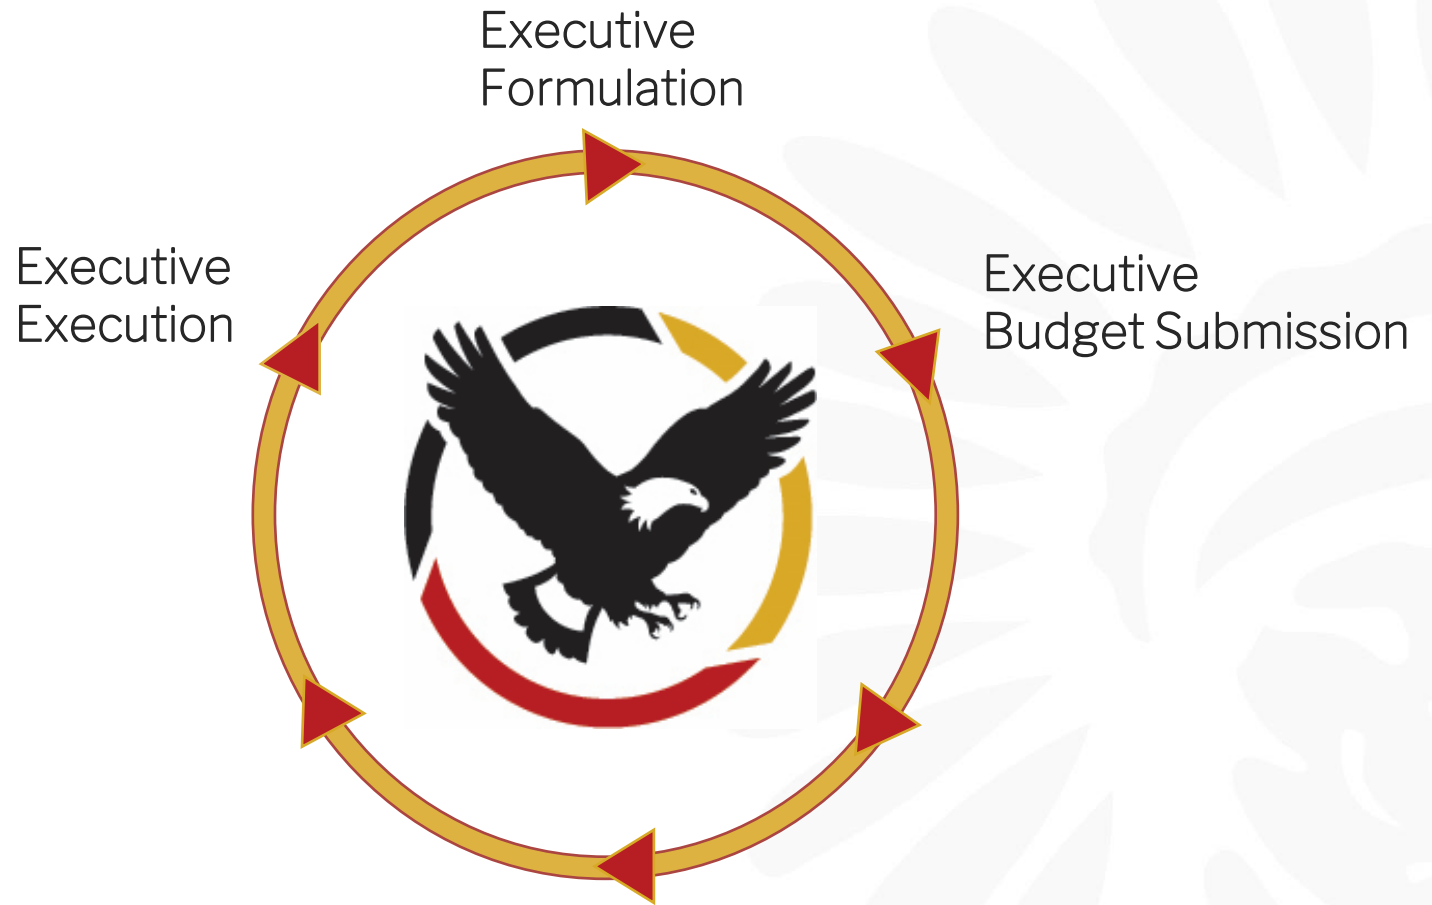 Executive
Formulation
Executive
Execution
Executive
Budget Submission